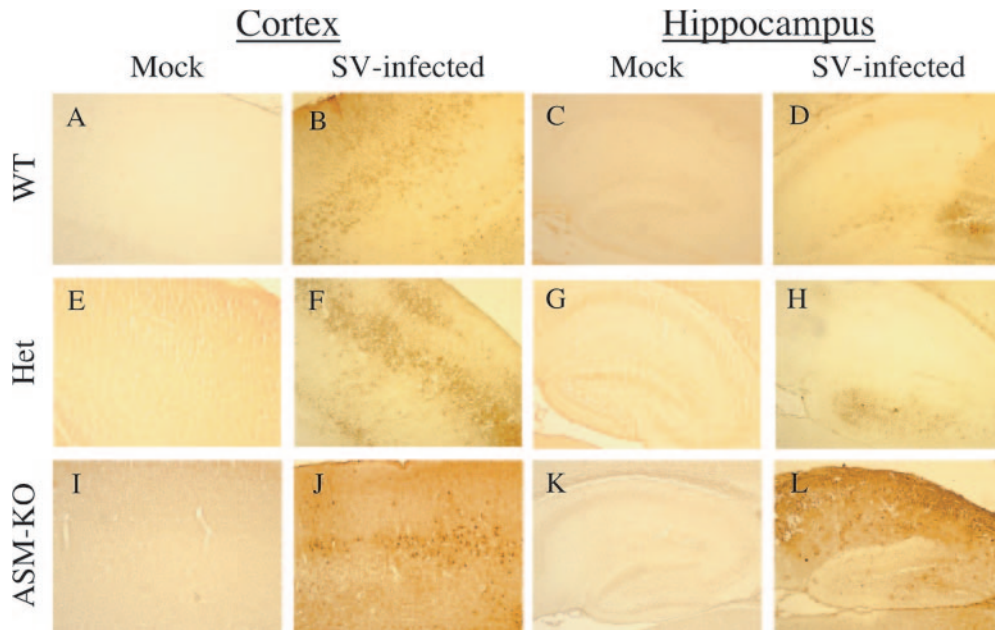 Cortex Hippocampus
Mock SV-infected Mock SV-infected
WT
A B C D
Het
E F G H
ASM-KO
I J K L